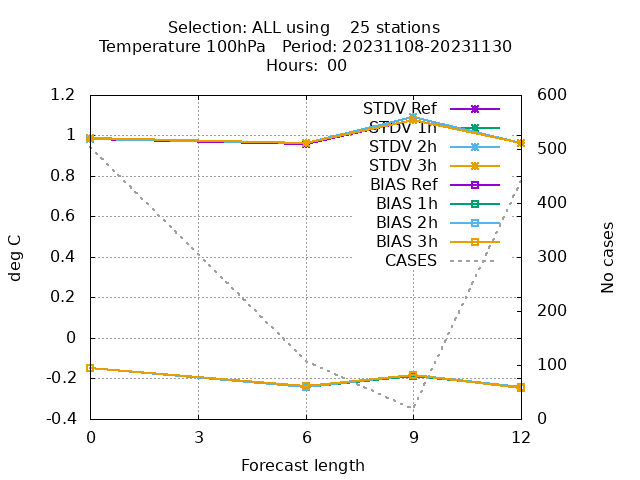 Selection: ALL using    25 stations
Temperature 100hPa   Period: 20231108-20231130
Hours: 00
1.2
1
0.8
0.6
0.4
0.2
0
-0.2
-0.4
deg C
STDV Ref
STDV 1h
STDV 2h
STDV 3h
BIAS Ref
BIAS 1h
BIAS 2h
BIAS 3h
CASES
600
500
400
300
200
100
0
No cases
0 3 6 9 12
Forecast length